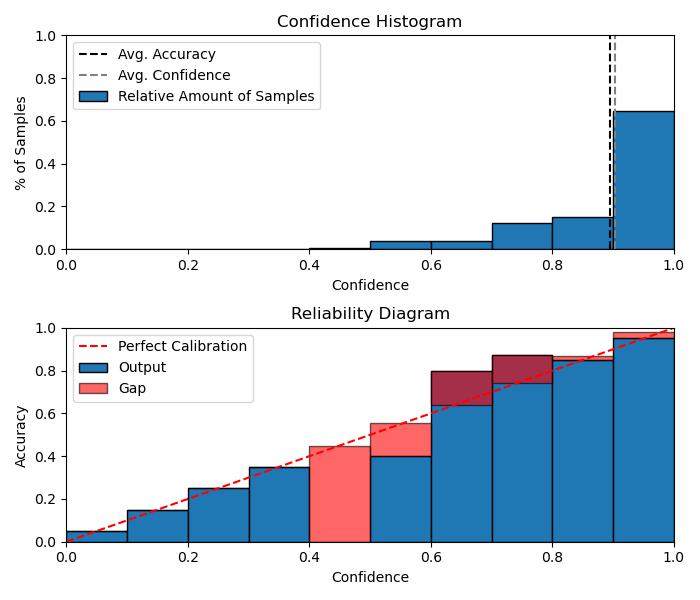 Confidence Histogram
1.0
0.8
0.6
0.4
0.2
0.0
% of Samples
Avg. Accuracy
Avg. Confidence
Relative Amount of Samples
0.0 0.2 0.4 0.6 0.8 1.0
Confidence
Reliability Diagram
1.0
0.8
0.6
0.4
0.2
0.0
Accuracy
Perfect Calibration
Output
Gap
0.0 0.2 0.4 0.6 0.8 1.0
Confidence